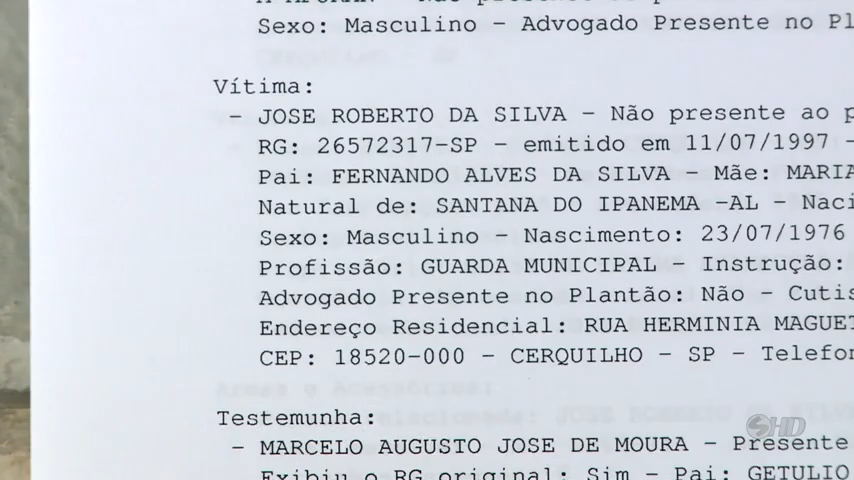 Sexo: Masculino - Advogado Presente no Pl
Vítima:
- JOSE ROBERTO DA SILVA - Não presente ao p
RG: 26572317-SP - emitido em 11/07/1997 -
Pai: FERNANDO ALVES DA SILVA - Mãe: MARIA
Natural de: SANTANA DO IPANEMA -AL - Naci
Sexo: Masculino - Nascimento: 23/07/1976
Profissão: GUARDA MUNICIPAL - Instrução:
Advogado Presente no Plantão: Não - Cutis
Endereço Residencial: RUA HERMINIA MAGUET
CEP: 18520-000 - CERQUILHO - SP - Telefon
Testemunha:
- MARCELO AUGUSTO JOSE DE MOURA - Presente
Exibiu o RG original: Sim - Pai: GETULIO
HD